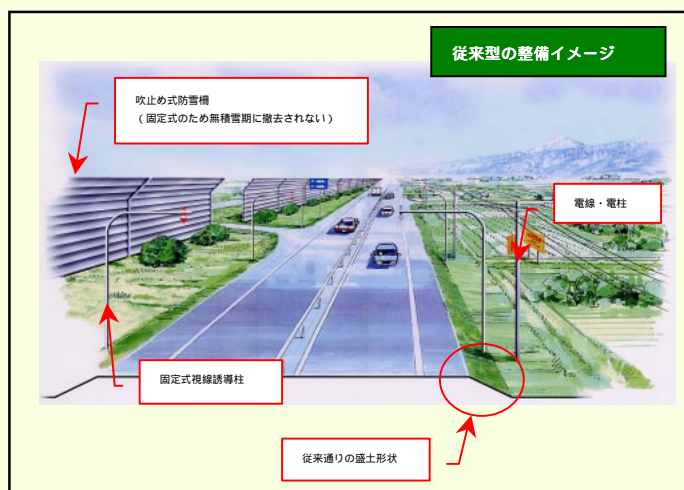 従来型の整備イメージ
吹止め式防雪柵
（固定式のため無積雪期に撤去されない）
電線・電柱
固定式視線誘導柱
従来通りの盛土形状